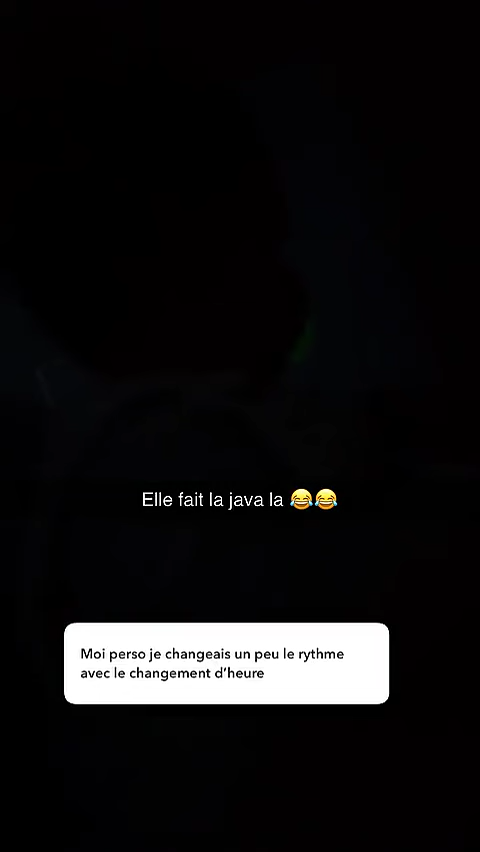 Elle fait la java la 😂😂
Moi perso je changeais un peu le rythme
avec le changement d’heure